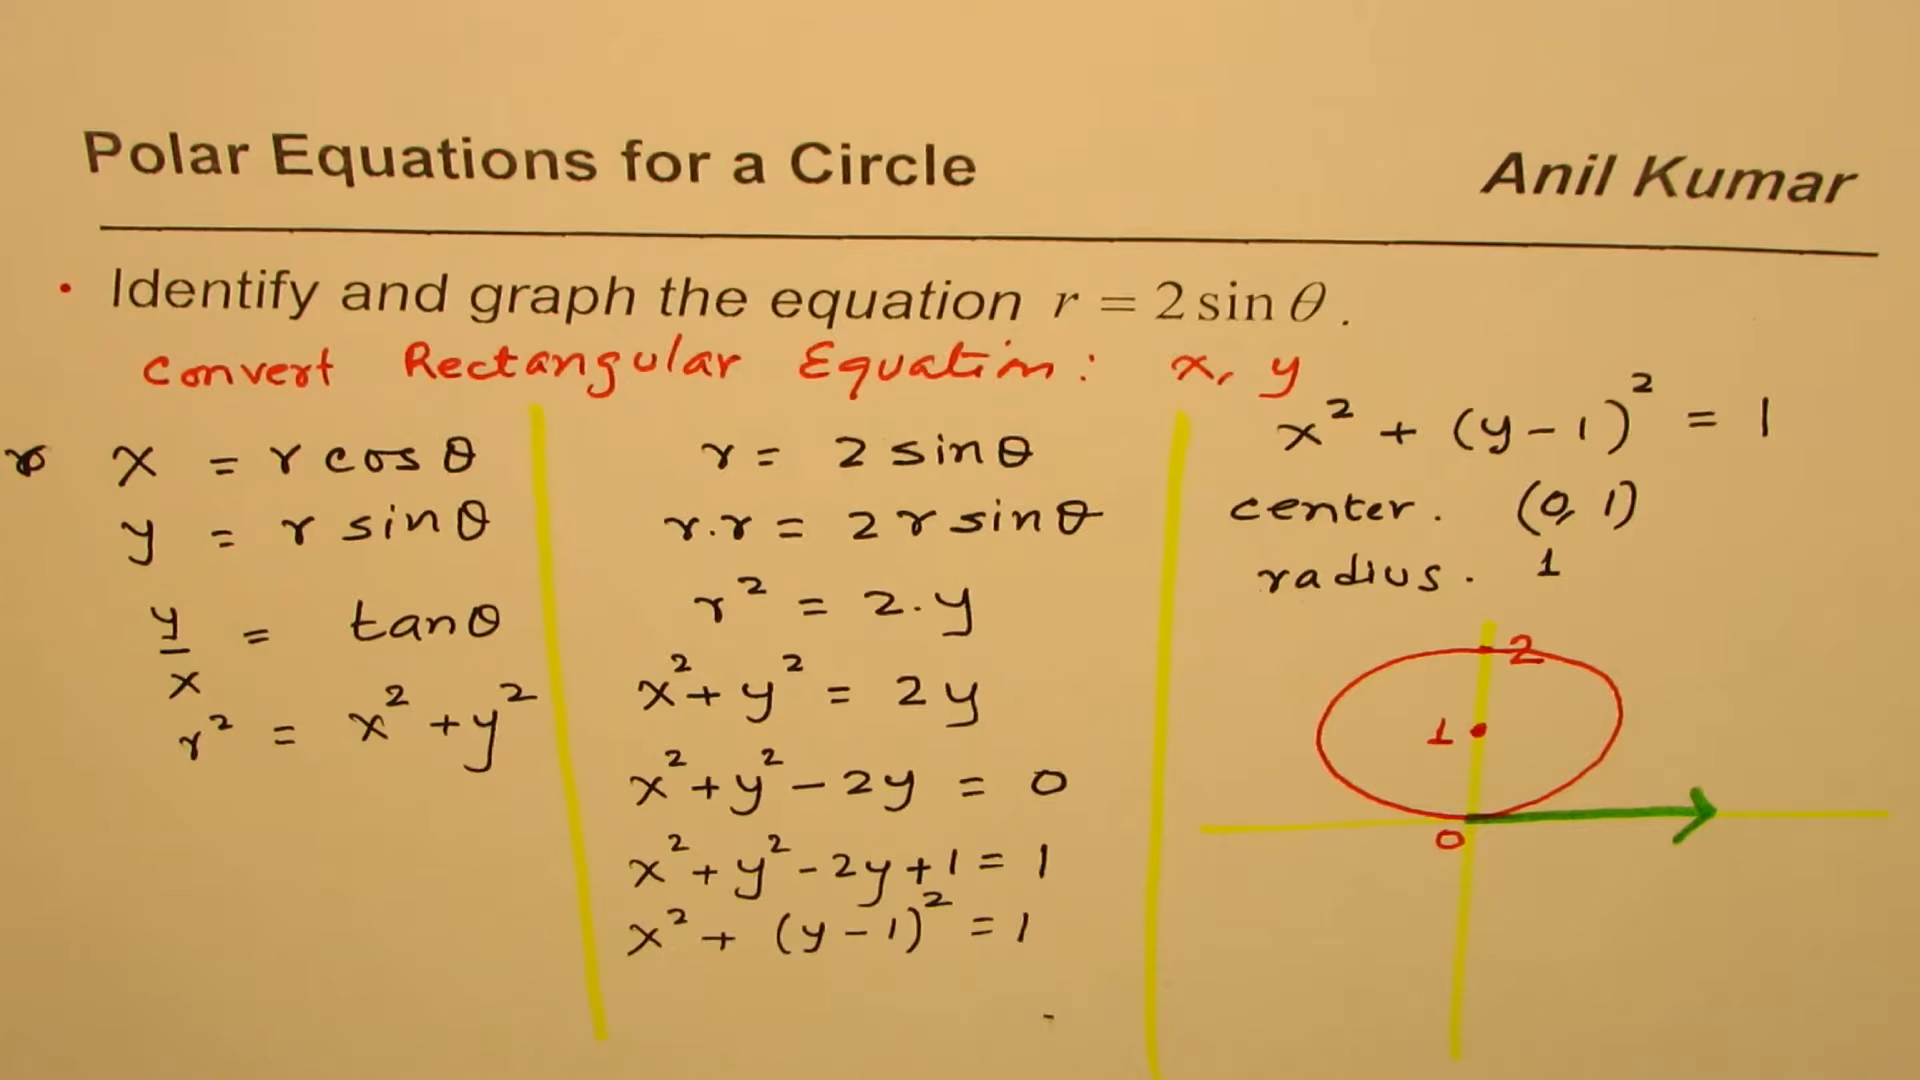 Polar Equations for a Circle
Anil Kumar
• Identify and graph the equation r = 2 sin θ .
Convert Rectangular Equation: x, y
x = r cos θ
y = r sin θ
y/x = tan θ
r² = x² + y²
r = 2 sin θ
r.r = 2 r sin θ
r² = 2.y
x² + y² = 2y
x² + y² − 2y = 0
x² + y² - 2y + 1 = 1
x² + (y − 1)² = 1
x² + (y − 1)² = 1
center. (0, 1)
radius. 1
2
1
0